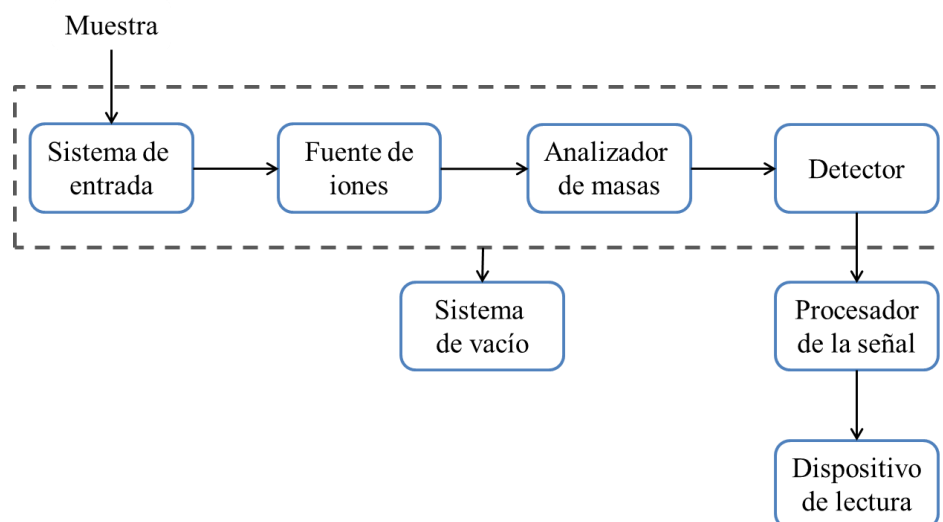 Muestra
Sistema de
entrada
Fuente de
iones
Analizador
de masas
Detector
Sistema
de vacío
Procesador
de la señal
Dispositivo
de lectura